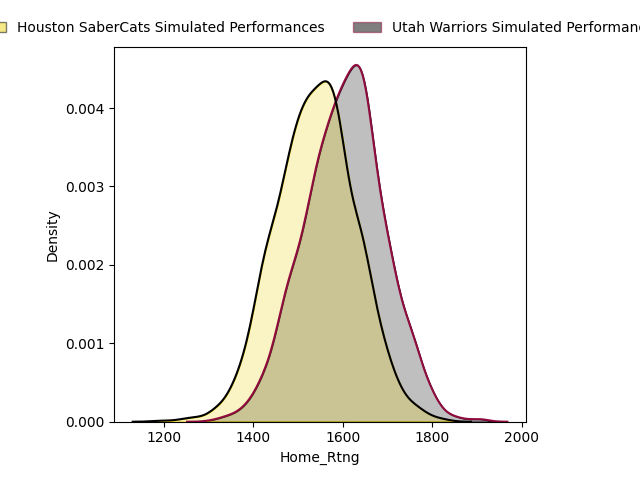 Houston SaberCats Simulated Performances
Utah Warriors Simulated Performan
Density
0.004
0.003
0.002
0.001
0.000
1200 1400 1600 1800 2000
Home_Rtng